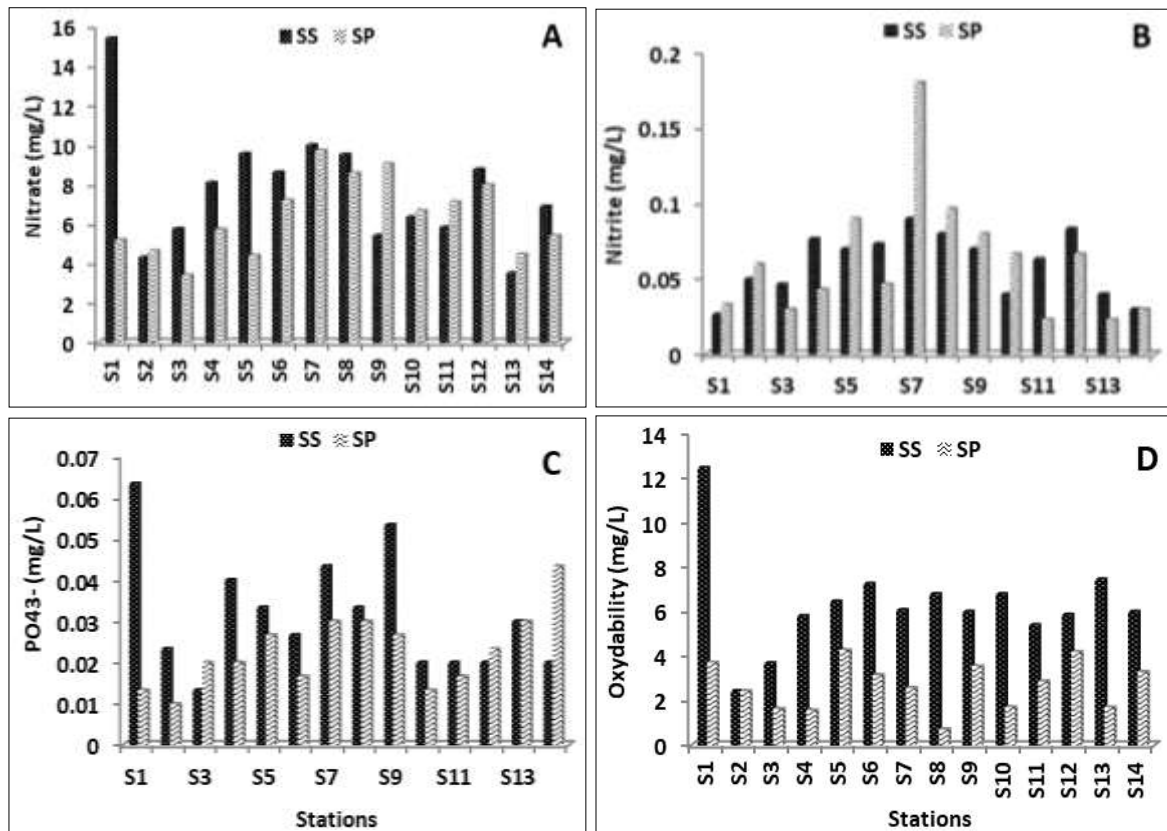 SS SP
A
Nitrate (mg/L)
16
14
12
10
8
6
4
2
0
S1 S2 S3 S4 S5 S6 S7 S8 S9 S10 S11 S12 S13 S14
SS SP
B
Nitrite (mg/L)
0.2
0.15
0.1
0.05
0
S1 S3 S5 S7 S9 S11 S13
SS SP
C
PO43- (mg/L)
0.07
0.06
0.05
0.04
0.03
0.02
0.01
0
S1 S3 S5 S7 S9 S11 S13
Stations
SS SP
D
Oxydability (mg/L)
14
12
10
8
6
4
2
0
S1 S2 S3 S4 S5 S6 S7 S8 S9 S10 S11 S12 S13 S14
Stations